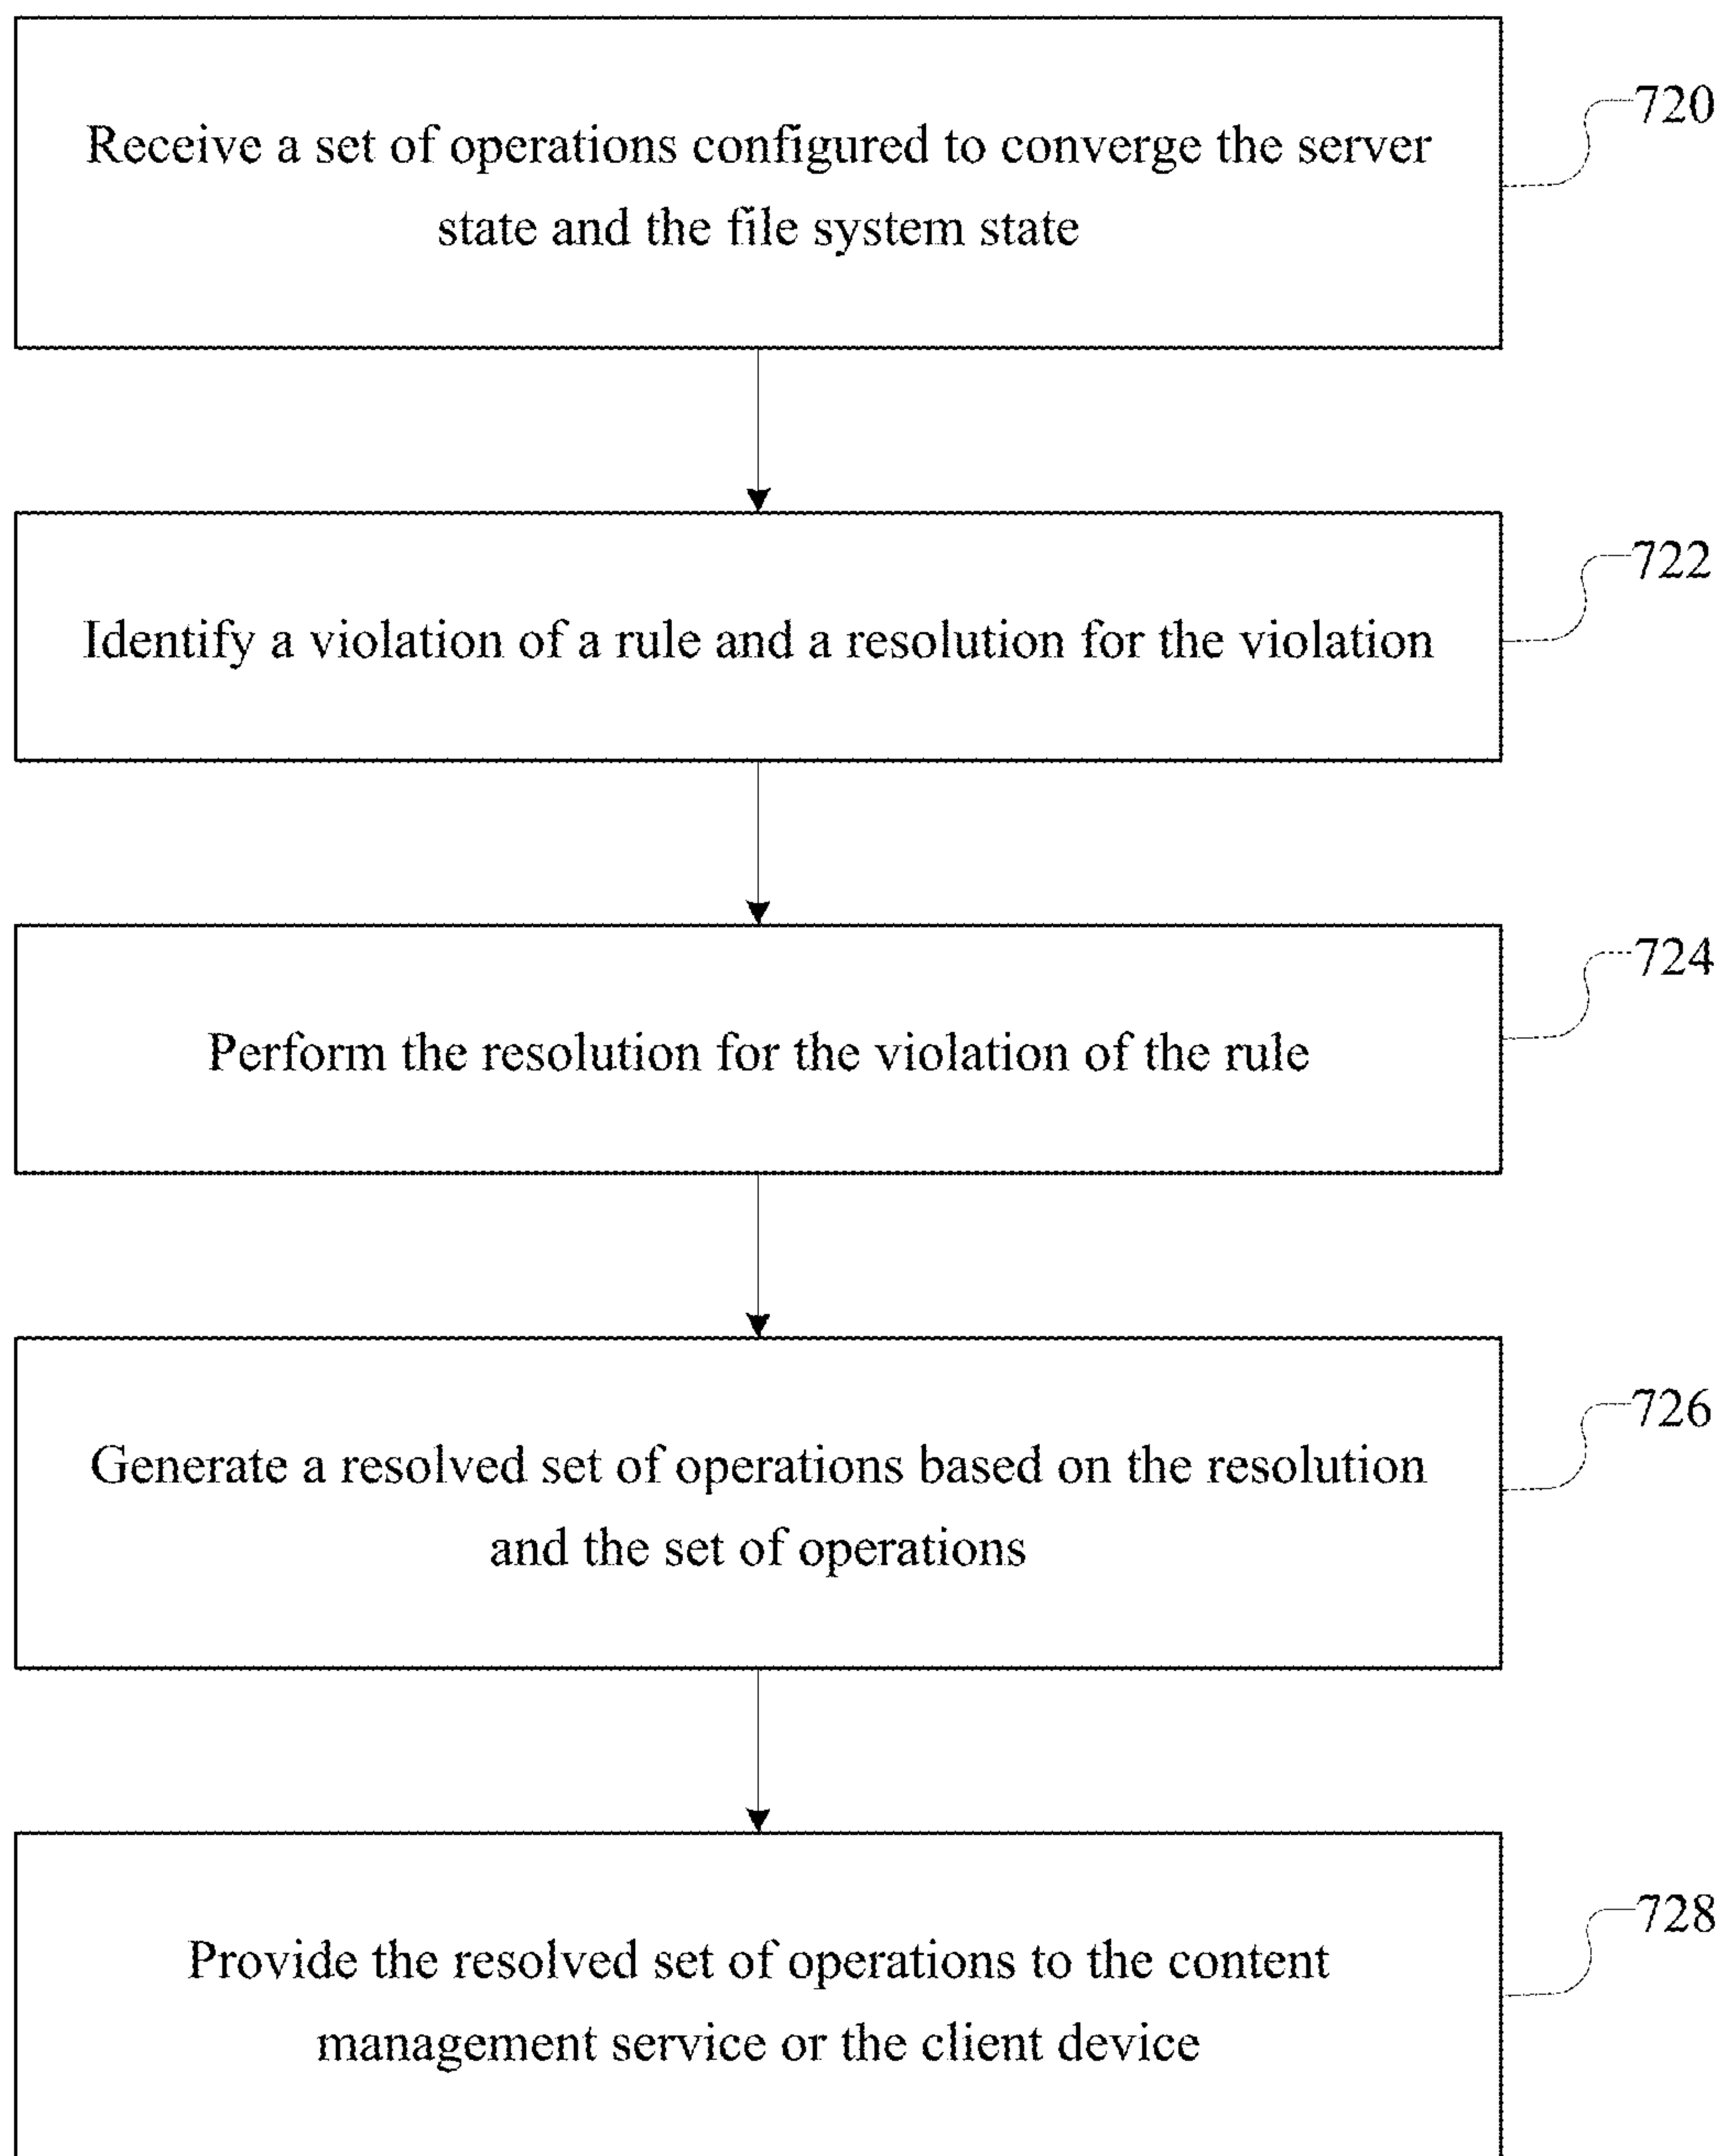 Receive a set of operations configured to converge the server
state and the file system state
720
Identify a violation of a rule and a resolution for the violation
722
Perform the resolution for the violation of the rule
724
Generate a resolved set of operations based on the resolution
and the set of operations
726
Provide the resolved set of operations to the content
management service or the client device
728